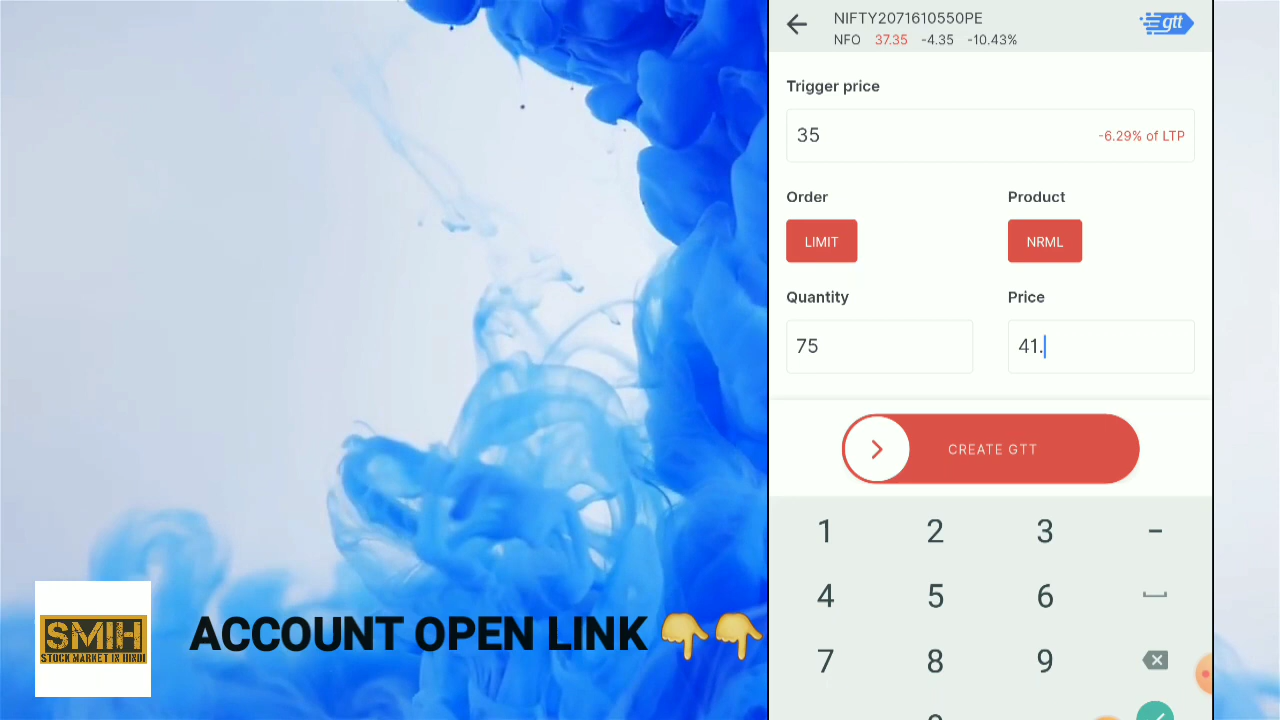 NIFTY2071610550PE
gtt
NFO 37.35 -4.35 -10.43%
Trigger price
35 -6.29% of LTP
Order Product
LIMIT NRML
Quantity Price
75 41.
CREATE GTT
1 2 3 -
4 5 6
7 8 9
SMIH
STOCK MARKET IN HINDI
ACCOUNT OPEN LINK 👇👇